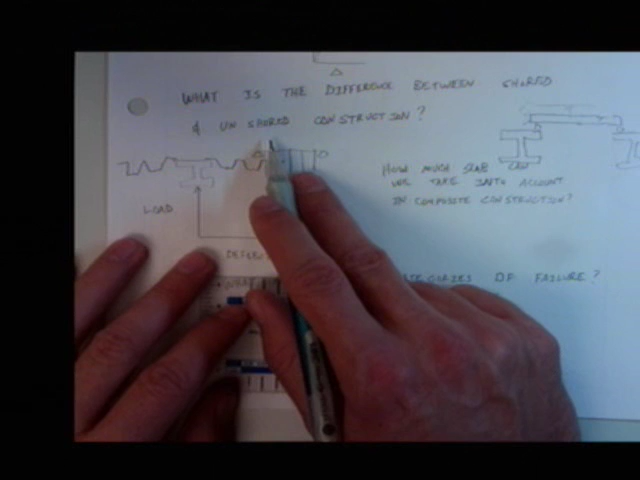 WHAT IS THE DIFFERENCE BETWEEN SHORED
& UN SHORED CONSTRUCTION?
HOW MUCH SLAB CAN
WE TAKE INTO ACCOUNT
IN COMPOSITE CONSTRUCTION?
LOAD
OF FAILURE?